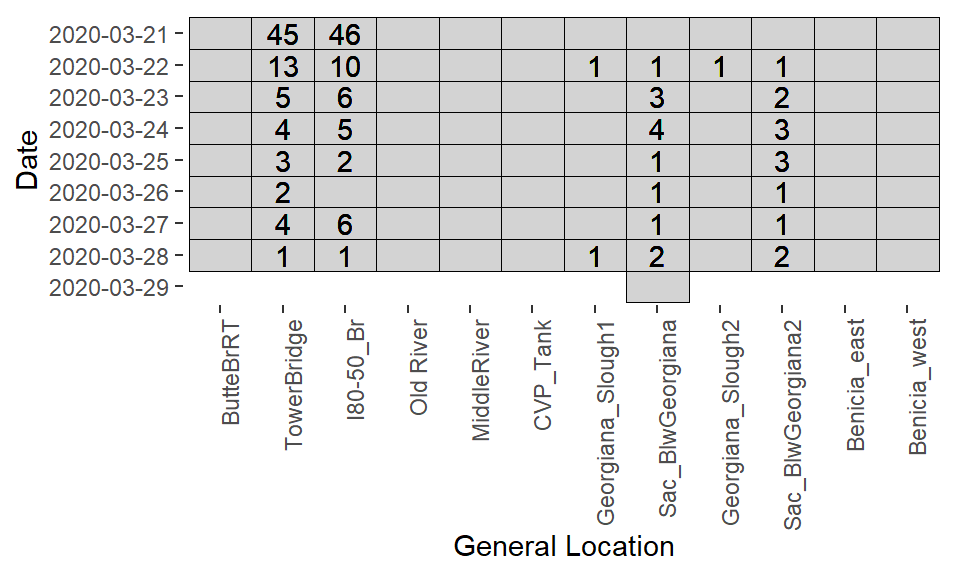 2020-03-21 45 46
2020-03-22 13 10 1 1 1 1
2020-03-23 5 6 3 2
2020-03-24 4 5 4 3
2020-03-25 3 2 1 3
2020-03-26 2 1 1
2020-03-27 4 6 1 1
2020-03-28 1 1 1 2 2
2020-03-29
Date
ButteBrRT
TowerBridge
I80-50_Br
Old River
MiddleRiver
CVP_Tank
Georgiana_Slough1
Sac_BlwGeorgiana
Georgiana_Slough2
Sac_BlwGeorgiana2
Benicia_east
Benicia_west
General Location